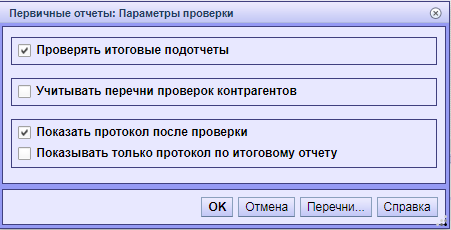 Первичные отчеты: Параметры проверки
Проверять итоговые подотчеты
Учитывать перечни проверок контрагентов
Показать протокол после проверки
Показывать только протокол по итоговому отчету
OK Отмена Перечни... Справка